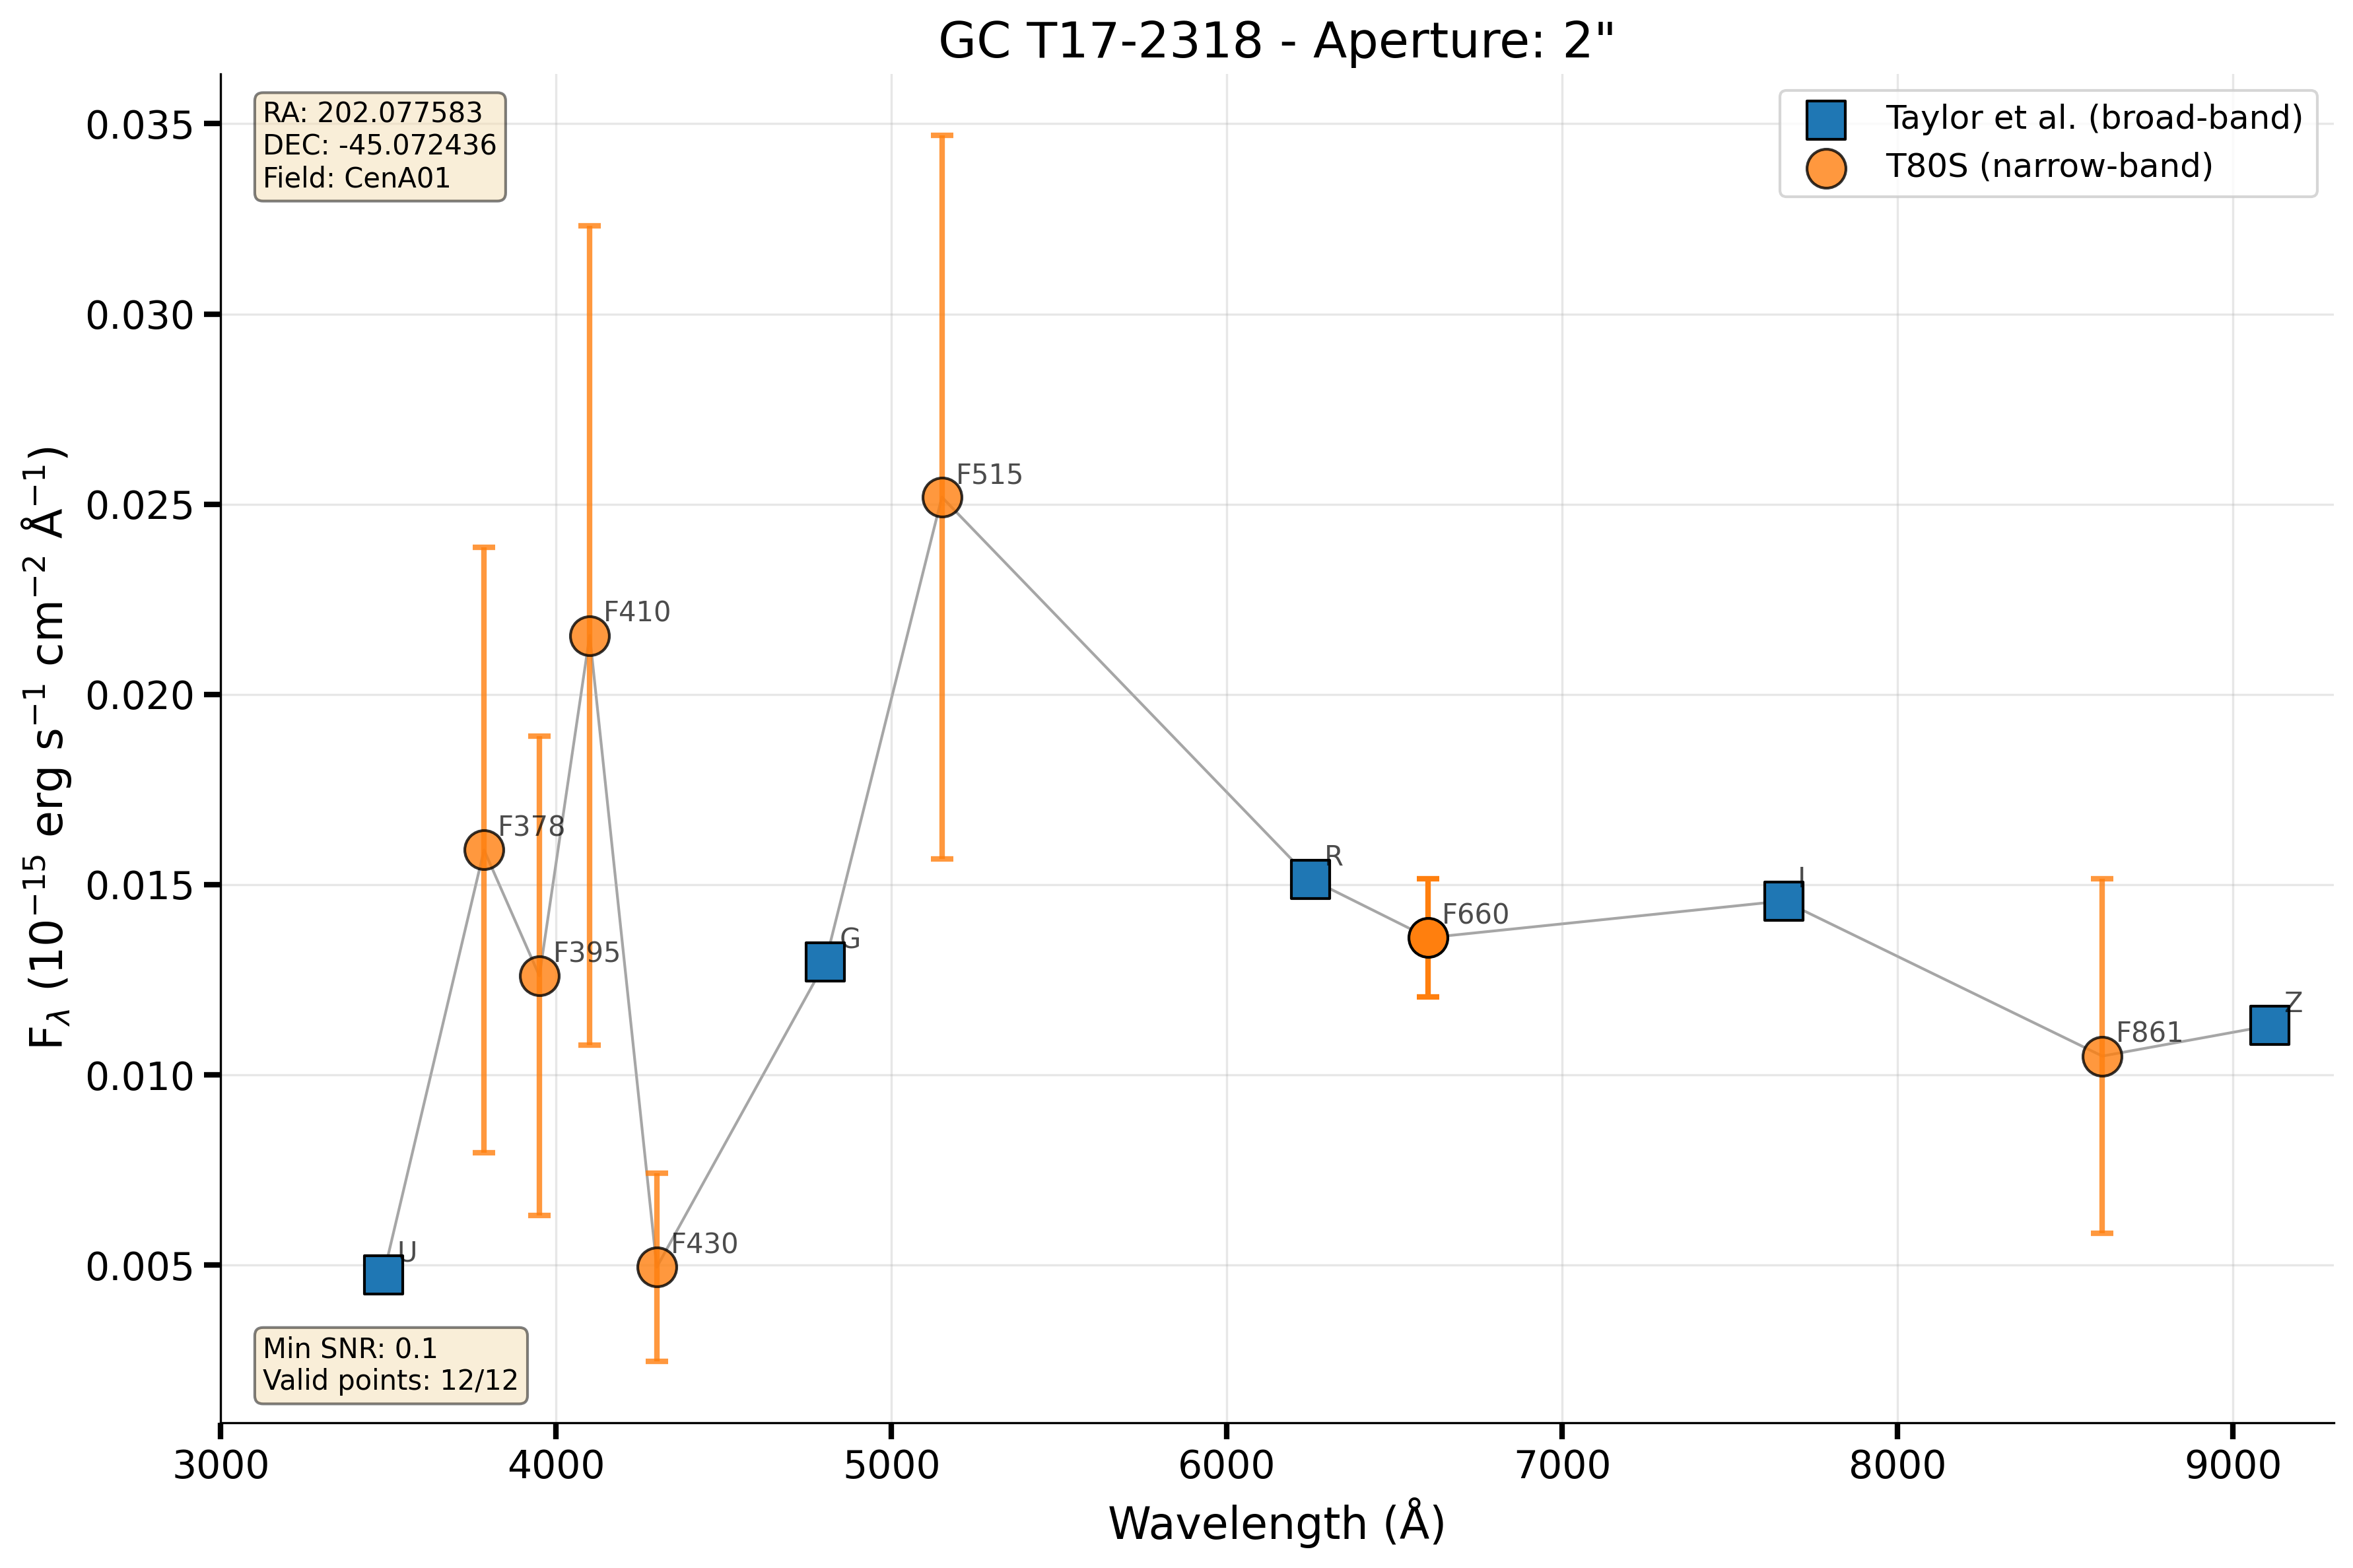 GC T17-2318 - Aperture: 2"
RA: 202.077583
DEC: -45.072436
Field: CenA01
Taylor et al. (broad-band)
T80S (narrow-band)
0.035
0.030
0.025
0.020
0.015
0.010
0.005
F_λ (10⁻¹⁵ erg s⁻¹ cm⁻² Å⁻¹)
U
F378
F395
F410
F430
G
F515
R
F660
I
F861
Z
Min SNR: 0.1
Valid points: 12/12
3000 4000 5000 6000 7000 8000 9000
Wavelength (Å)